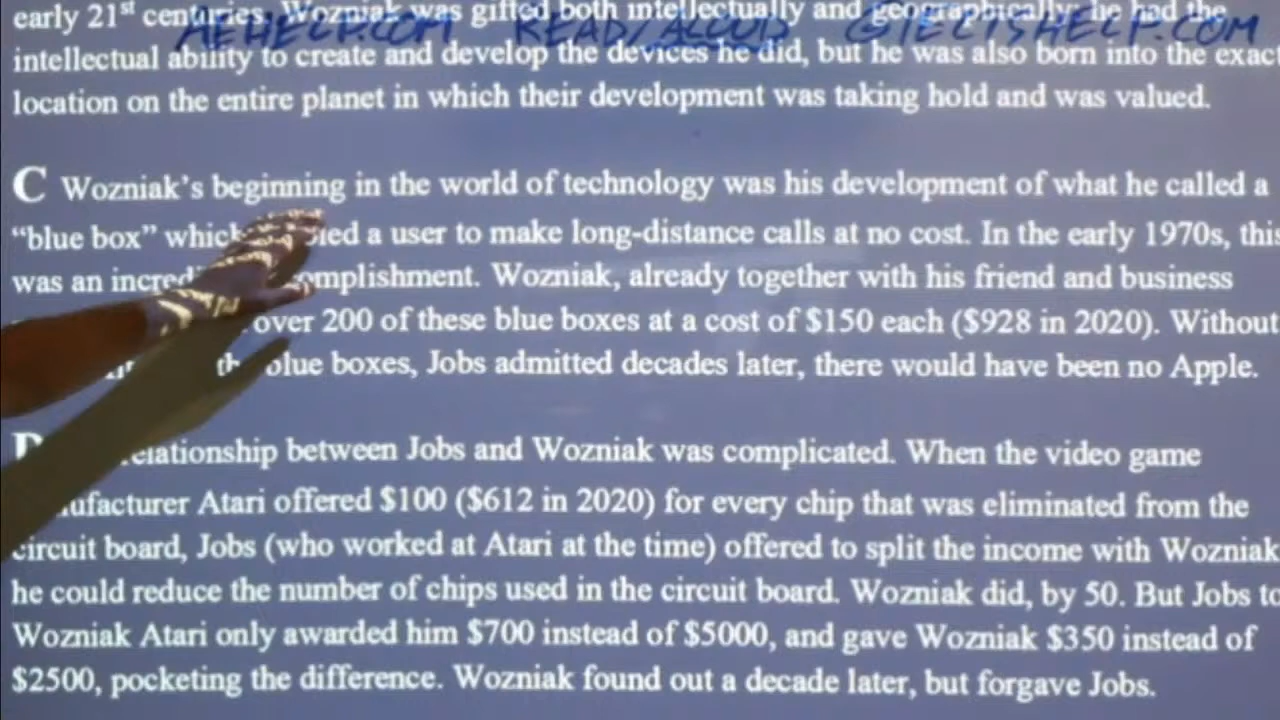 early 21st centuries. Wozniak was gifted both intellectually and geographically: he had the
AEHELP.COM READ/ALOUD GIELTSHELP.COM
intellectual ability to create and develop the devices he did, but he was also born into the exact
location on the entire planet in which their development was taking hold and was valued.
C Wozniak's beginning in the world of technology was his development of what he called a
"blue box" which a user to make long-distance calls at no cost. In the early 1970s, this
was an Wozniak, already together with his friend and business
over 200 of these blue boxes at a cost of $150 each ($928 in 2020). Without
blue boxes, Jobs admitted decades later, there would have been no Apple.
relationship between Jobs and Wozniak was complicated. When the video game
Atari offered $100 ($612 in 2020) for every chip that was eliminated from the
circuit board, Jobs (who worked at Atari at the time) offered to split the income with Wozniak
he could reduce the number of chips used in the circuit board. Wozniak did, by 50. But Jobs
Wozniak Atari only awarded him $700 instead of $5000, and gave Wozniak $350 instead of
$2500, pocketing the difference. Wozniak found out a decade later, but forgave Jobs.